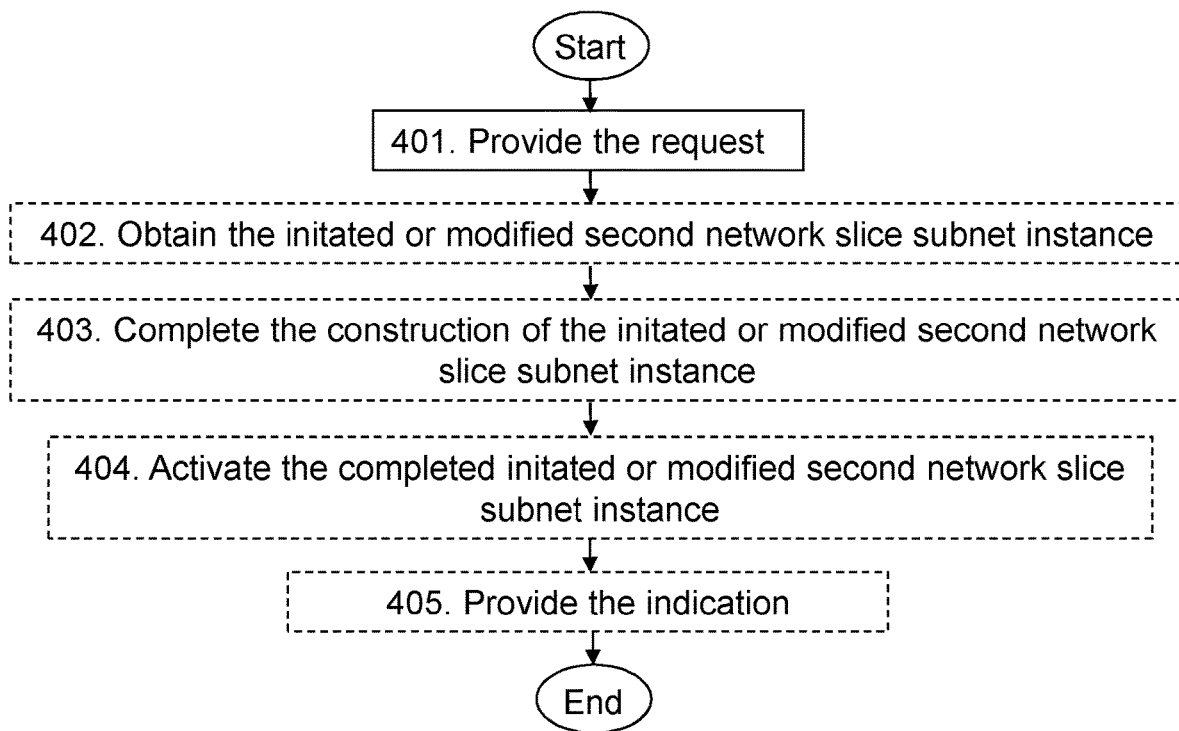 Start
401. Provide the request
402. Obtain the initated or modified second network slice subnet instance
403. Complete the construction of the initated or modified second network
slice subnet instance
404. Activate the completed initated or modified second network slice
subnet instance
405. Provide the indication
End